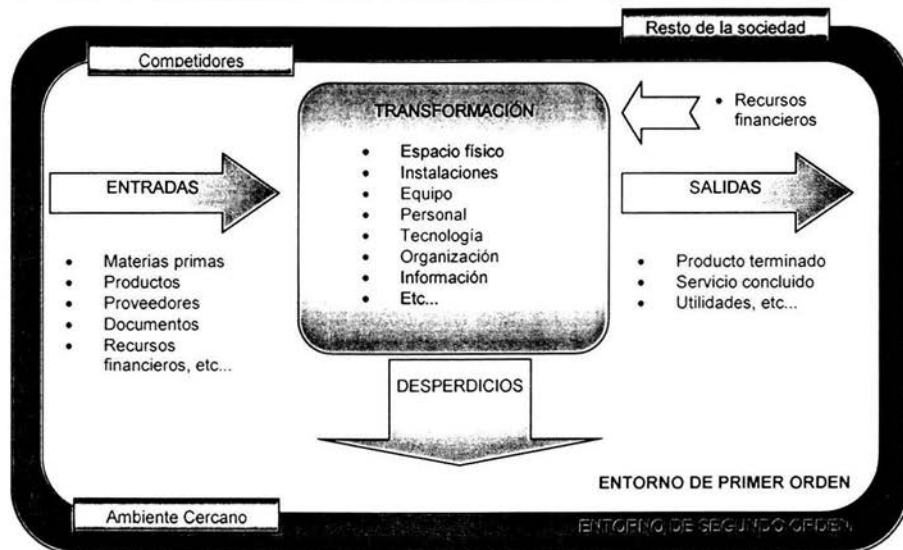 Resto de la sociedad
Competidores
TRANSFORMACIÓN
• Espacio físico
• Instalaciones
• Equipo
• Personal
• Tecnología
• Organización
• Información
• Etc...
• Recursos
financieros
ENTRADAS
• Materias primas
• Productos
• Proveedores
• Documentos
• Recursos
financieros, etc...
SALIDAS
• Producto terminado
• Servicio concluido
• Utilidades, etc...
DESPERDICIOS
ENTORNO DE PRIMER ORDEN
Ambiente Cercano
ENTORNO DE SEGUNDO ORDEN